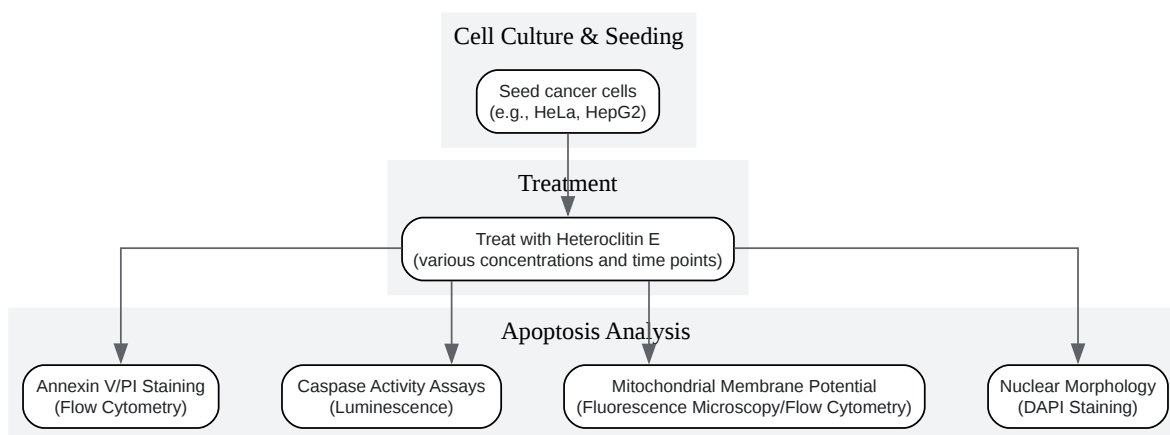 Cell Culture & Seeding
Seed cancer cells
(e.g., HeLa, HepG2)
Treatment
Treat with Heteroclitin E
(various concentrations and time points)
Apoptosis Analysis
Annexin V/PI Staining
(Flow Cytometry)
Caspase Activity Assays
(Luminescence)
Mitochondrial Membrane Potential
(Fluorescence Microscopy/Flow Cytometry)
Nuclear Morphology
(DAPI Staining)